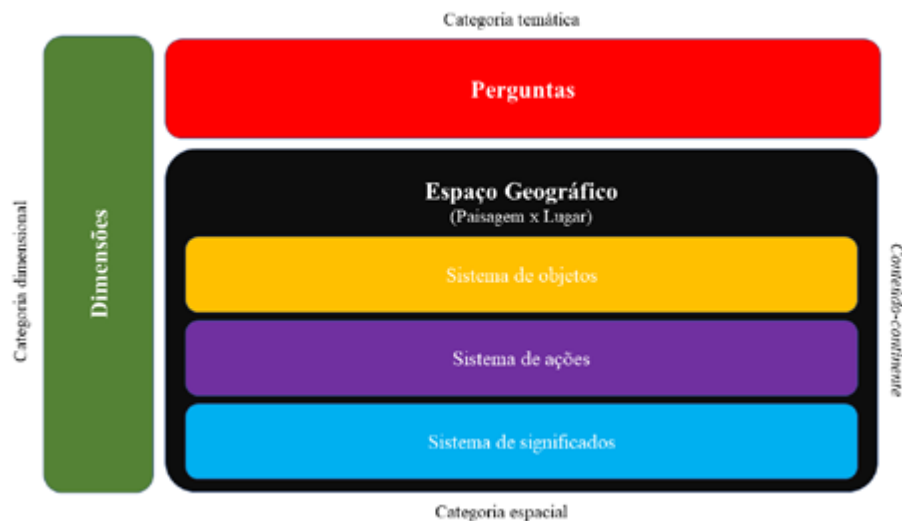 Categoria temática
Perguntas
Categoria dimensional
Dimensões
Espaço Geográfico
(Paisagem x Lugar)
Sistema de objetos
Sistema de ações
Sistema de significados
Conteúdo-continente
Categoria espacial